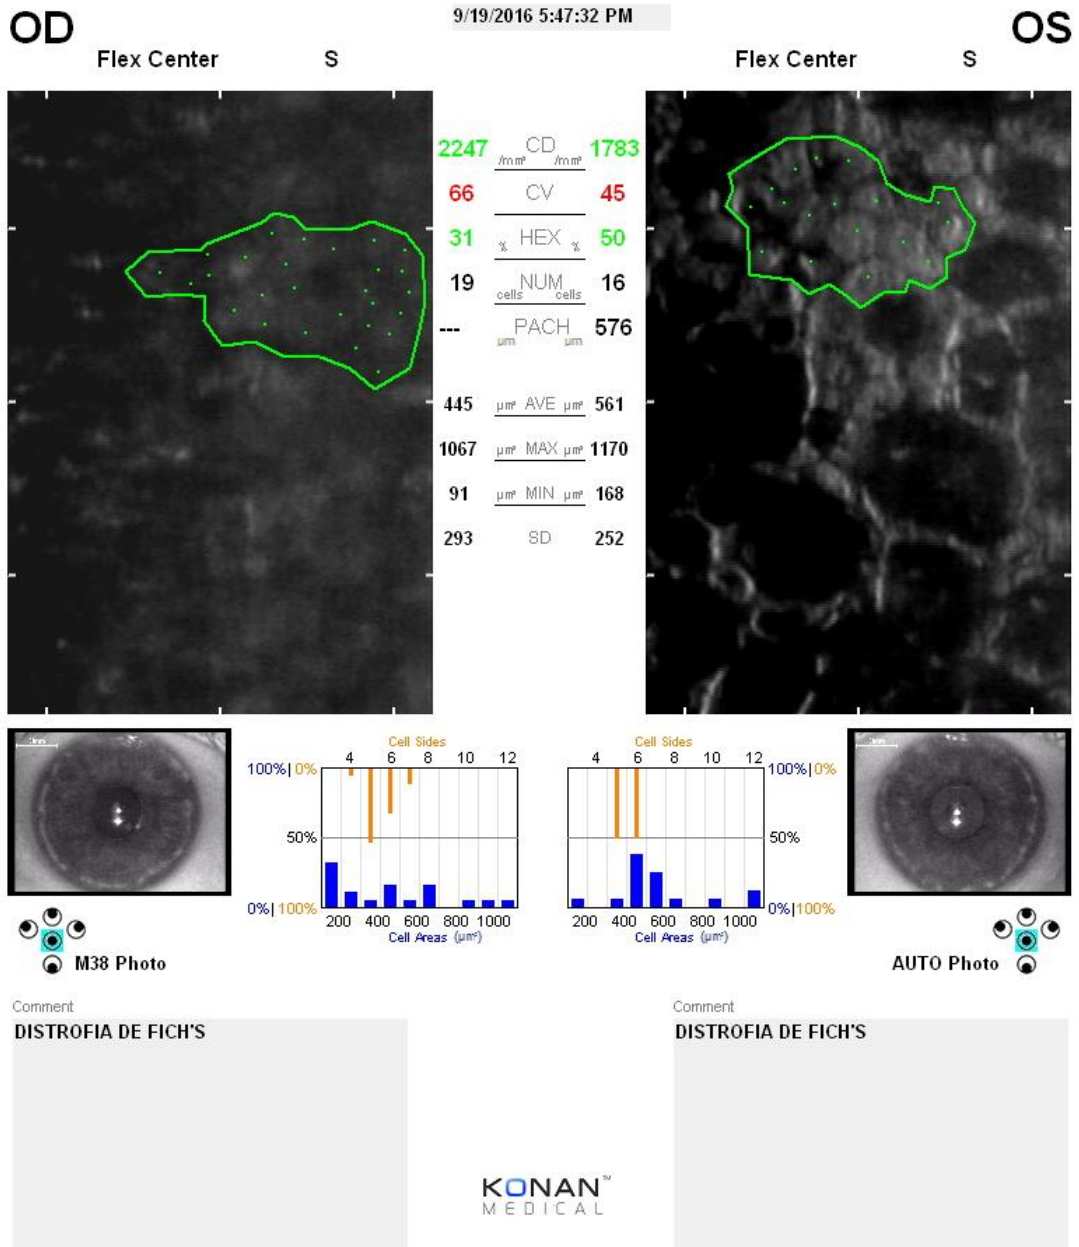 OD
9/19/2016 5:47:32 PM
OS
Flex Center S
Flex Center S
2247 /mm² CD /mm² 1783
66 CV 45
31 % HEX % 50
19 cells NUM cells 16
--- µm PACH µm 576
445 µm² AVE µm² 561
1067 µm² MAX µm² 1170
91 µm² MIN µm² 168
293 SD 252
Cell Sides
4 6 8 10 12
100%|0%
50%
0%|100%
200 400 600 800 1000
Cell Areas (µm²)
Cell Sides
4 6 8 10 12
100%|0%
50%
0%|100%
200 400 600 800 1000
Cell Areas (µm²)
M38 Photo
AUTO Photo
Comment
DISTROFIA DE FICH'S
Comment
DISTROFIA DE FICH'S
KONAN™
MEDICAL